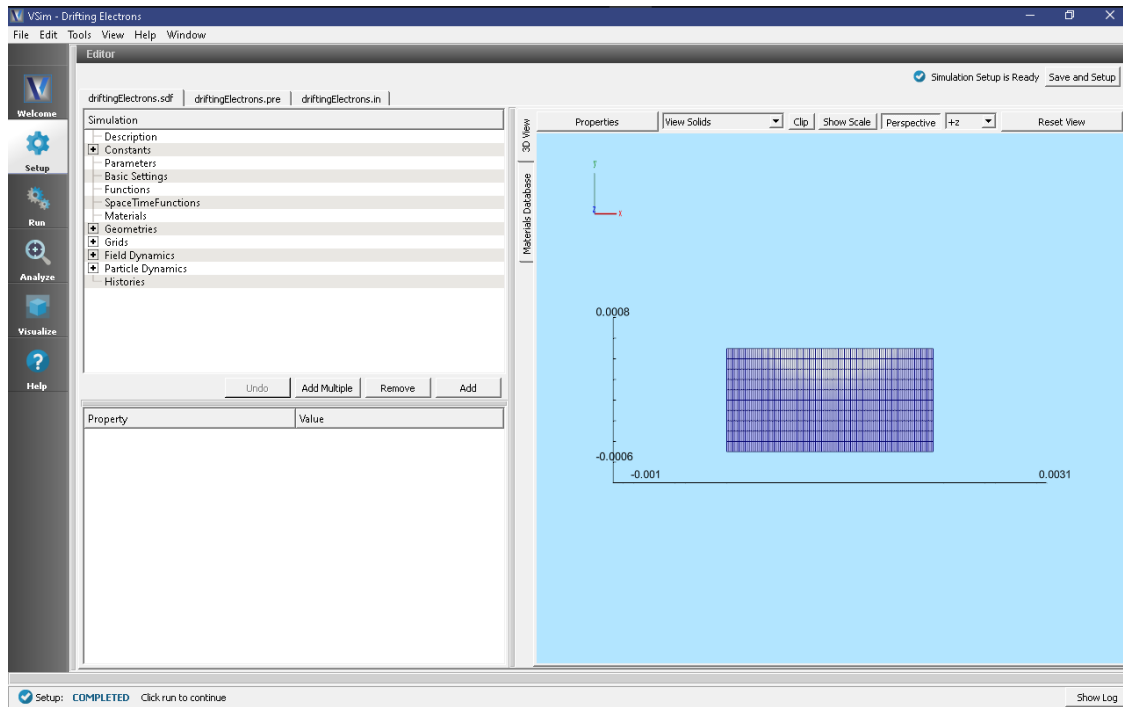 VSim - Drifting Electrons
File Edit Tools View Help Window
Editor
Simulation Setup is Ready Save and Setup
driftingElectrons.sdf driftingElectrons.pre driftingElectrons.in
Welcome
Setup
Run
Analyze
Visualize
Help
Simulation
Description
Constants
Parameters
Basic Settings
Functions
SpaceTimeFunctions
Materials
Geometries
Grids
Field Dynamics
Particle Dynamics
Histories
Undo Add Multiple Remove Add
Property Value
3D View
Materials Database
Properties View Solids Clip Show Scale Perspective +z Reset View
Y
Z X
0.0008
-0.0006
-0.001 0.0031
Setup: COMPLETED Click run to continue Show Log